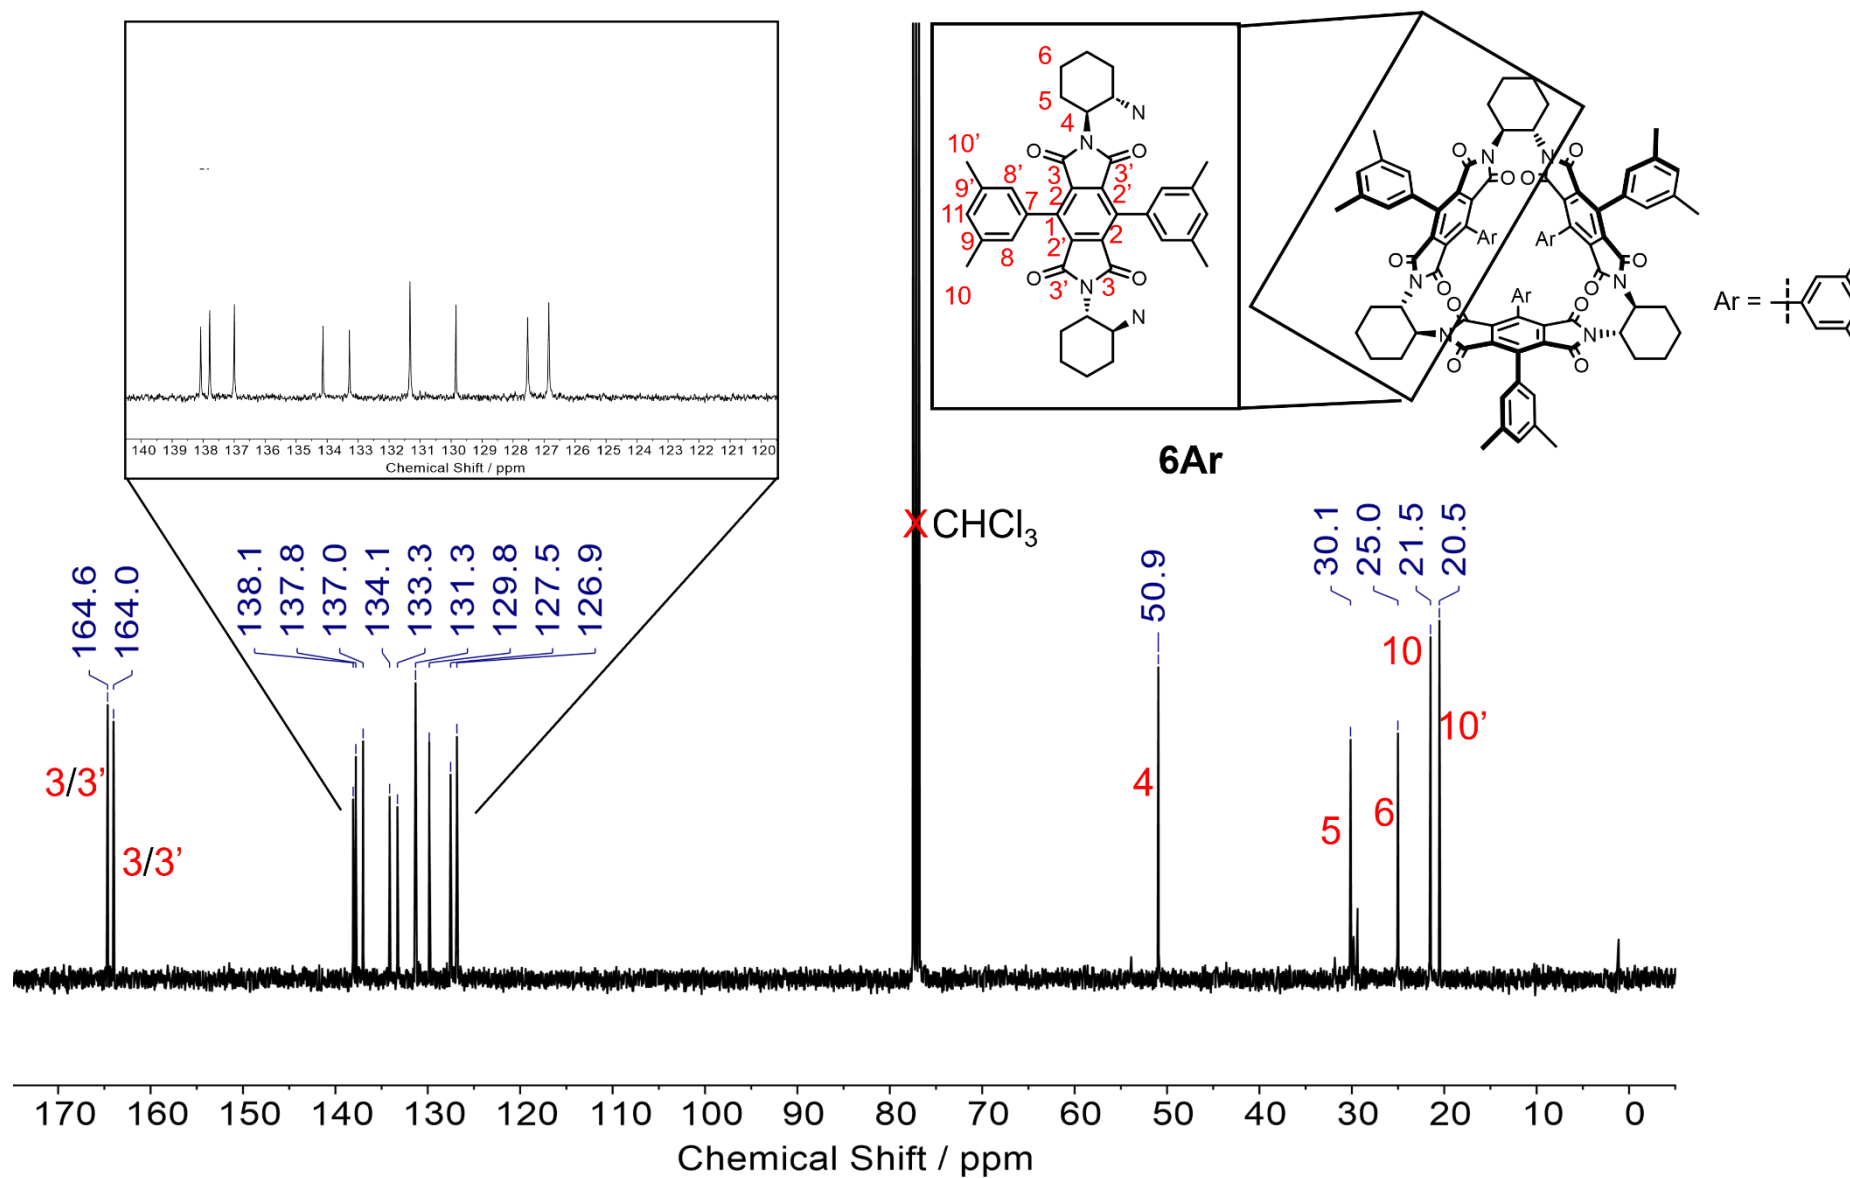 140 139 138 137 136 135 134 133 132 131 130 129 128 127 126 125 124 123 122 121 120
Chemical Shift / ppm
6
5
N
4
N
10'
O
O
8'
3
3'
9'
7
2
2'
11
1
9
2'
2
8
O
O
10
3'
N
3
N
N
N
O
O
O
O
Ar
Ar
O
O
O
O
N
N
O
O
Ar
N
N
O
O
O
O
Ar =
6Ar
X CHCl3
164.6
164.0
138.1
137.8
137.0
134.1
133.3
131.3
129.8
127.5
126.9
50.9
30.1
25.0
21.5
20.5
3/3'
3/3'
4
5
6
10
10'
170 160 150 140 130 120 110 100 90 80 70 60 50 40 30 20 10 0
Chemical Shift / ppm